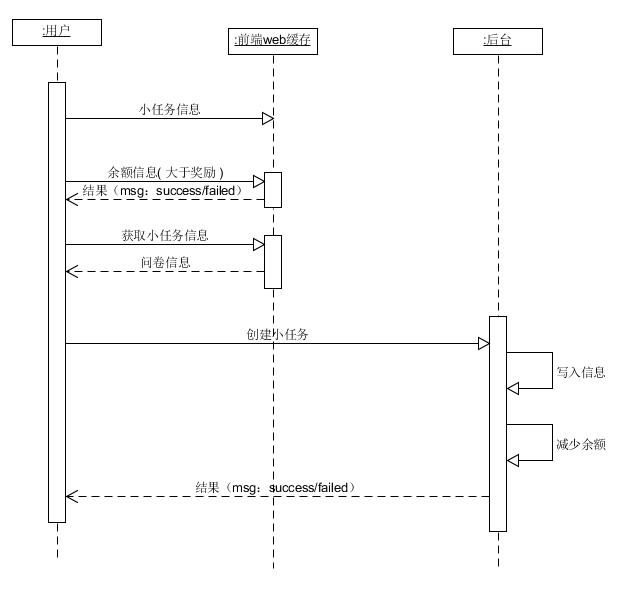 :用户
:前端web缓存
:后台
小任务信息
余额信息( 大于奖励 )
结果（msg：success/failed）
获取小任务信息
问卷信息
创建小任务
写入信息
减少余额
结果（msg：success/failed）